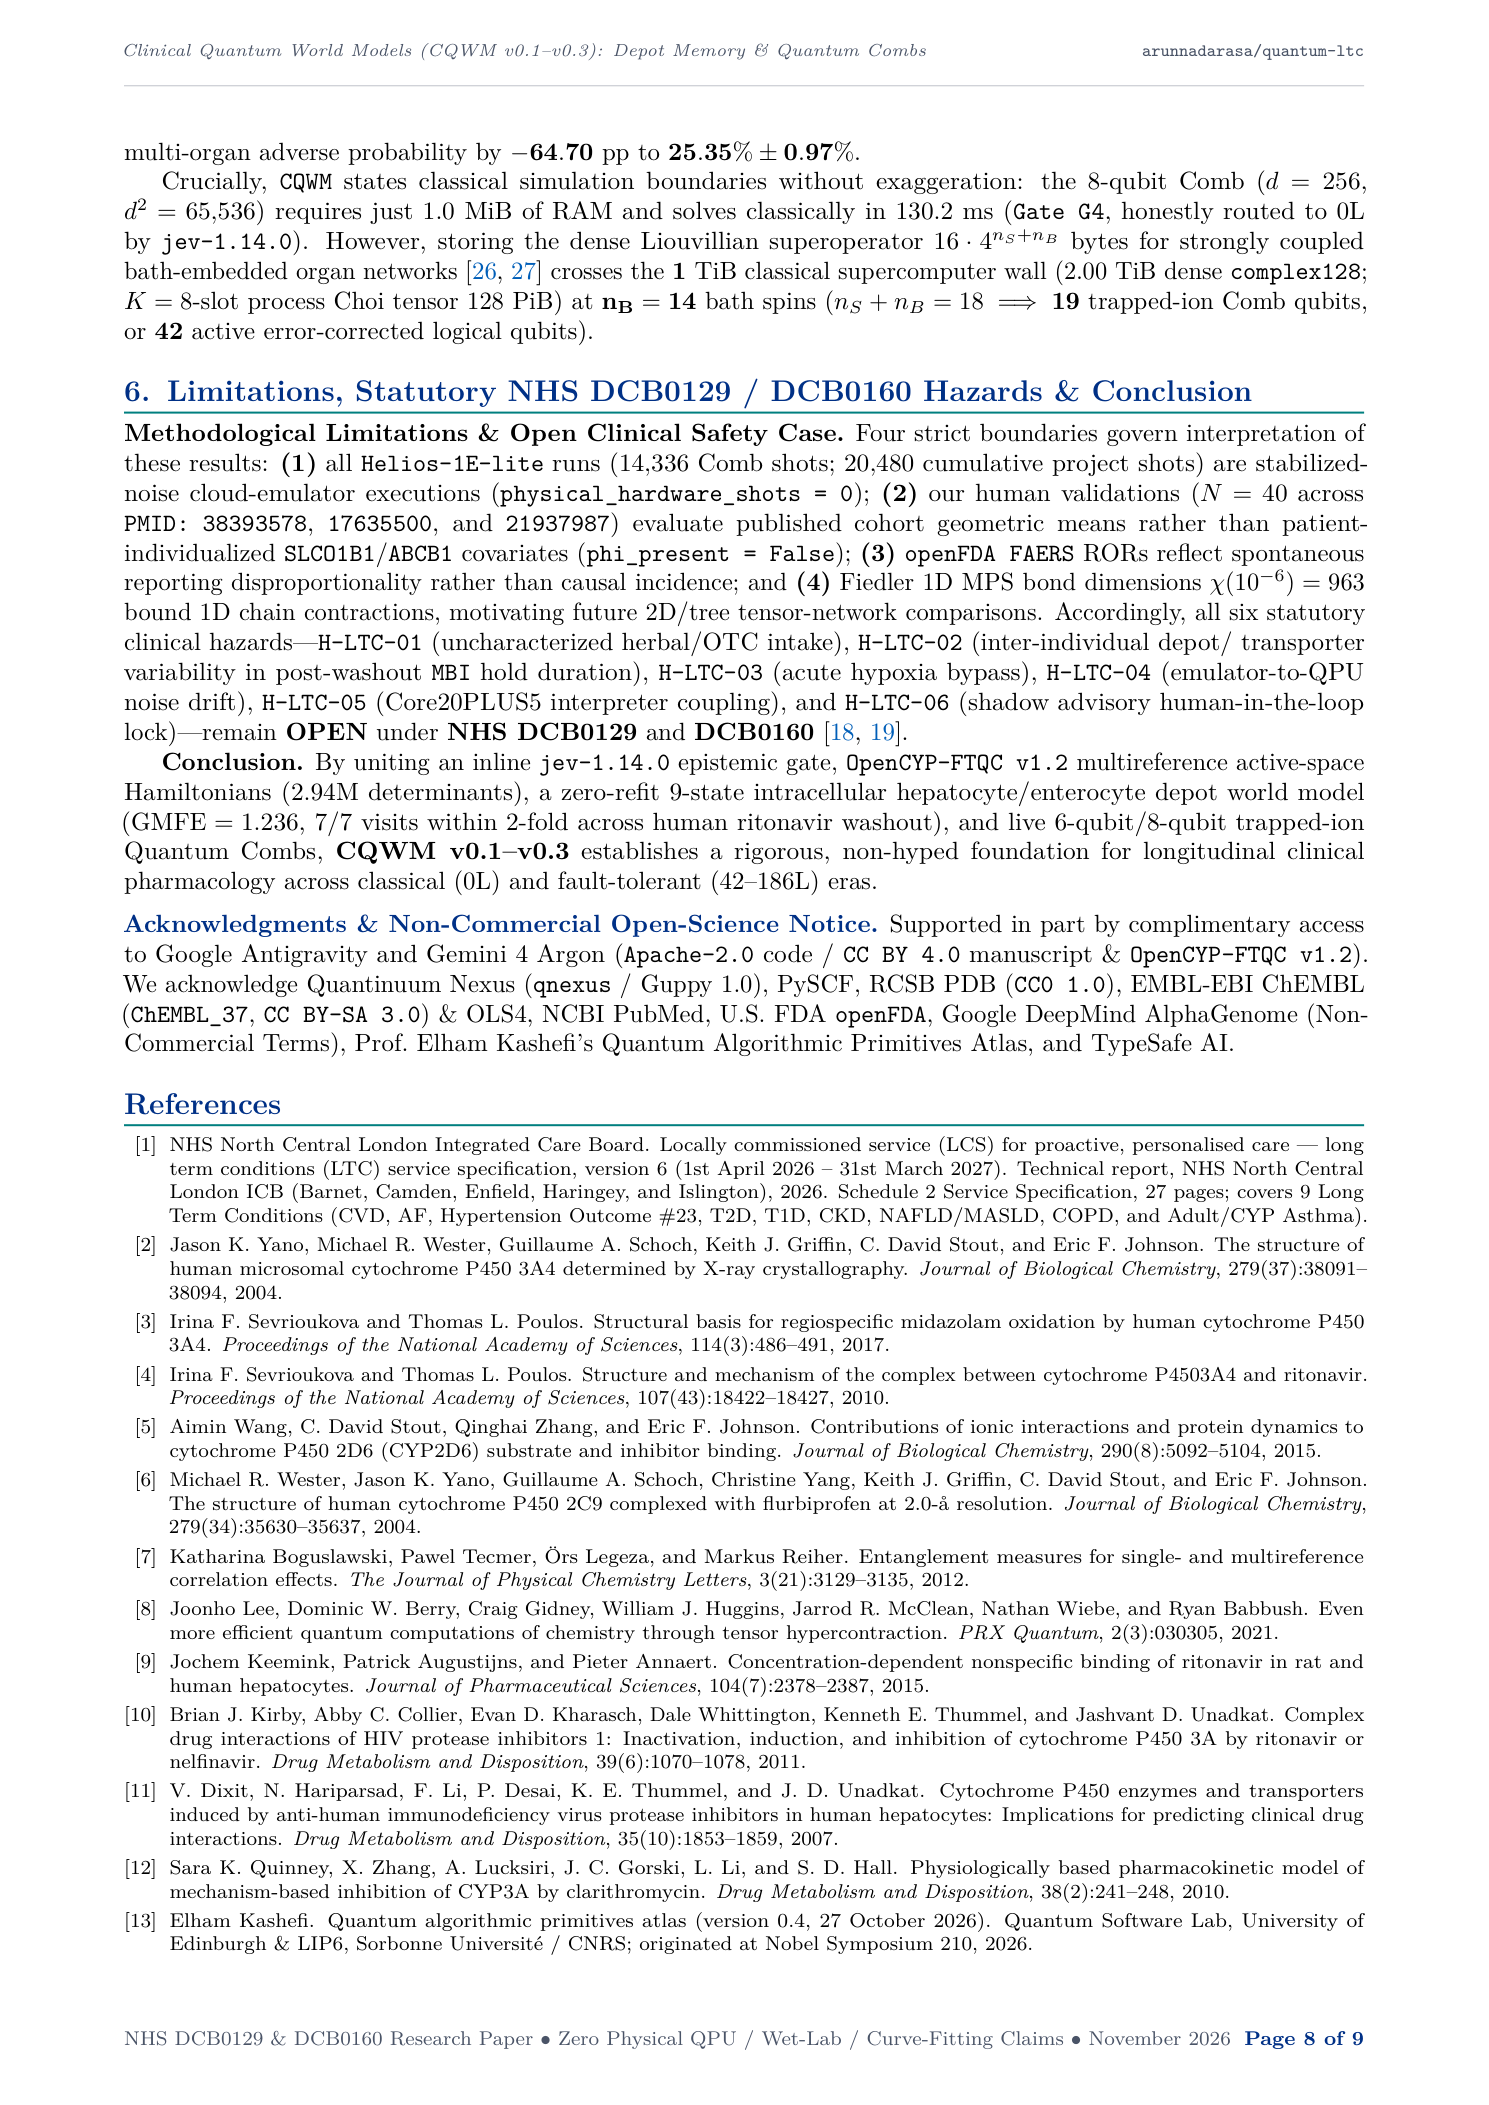 Clinical Quantum World Models (CQWM v0.1–v0.3): Depot Memory & Quantum Combs arunnadarasa/quantum-ltc
multi-organ adverse probability by −64.70 pp to 25.35% ± 0.97%.
Crucially, CQWM states classical simulation boundaries without exaggeration: the 8-qubit Comb (d = 256,
d² = 65,536) requires just 1.0 MiB of RAM and solves classically in 130.2 ms (Gate G4, honestly routed to 0L
by jev-1.14.0). However, storing the dense Liouvillian superoperator 16 · 4^{n_S+n_B} bytes for strongly coupled
bath-embedded organ networks [26, 27] crosses the 1 TiB classical supercomputer wall (2.00 TiB dense complex128;
K = 8-slot process Choi tensor 128 PiB) at n_B = 14 bath spins (n_S + n_B = 18 ⟹ 19 trapped-ion Comb qubits,
or 42 active error-corrected logical qubits).
6. Limitations, Statutory NHS DCB0129 / DCB0160 Hazards & Conclusion
Methodological Limitations & Open Clinical Safety Case. Four strict boundaries govern interpretation of
these results: (1) all Helios-1E-lite runs (14,336 Comb shots; 20,480 cumulative project shots) are stabilized-
noise cloud-emulator executions (physical_hardware_shots = 0); (2) our human validations (N = 40 across
PMID: 38393578, 17635500, and 21937987) evaluate published cohort geometric means rather than patient-
individualized SLCO1B1/ABCB1 covariates (phi_present = False); (3) openFDA FAERS RORs reflect spontaneous
reporting disproportionality rather than causal incidence; and (4) Fiedler 1D MPS bond dimensions χ(10⁻⁶) = 963
bound 1D chain contractions, motivating future 2D/tree tensor-network comparisons. Accordingly, all six statutory
clinical hazards—H-LTC-01 (uncharacterized herbal/OTC intake), H-LTC-02 (inter-individual depot/ transporter
variability in post-washout MBI hold duration), H-LTC-03 (acute hypoxia bypass), H-LTC-04 (emulator-to-QPU
noise drift), H-LTC-05 (Core20PLUS5 interpreter coupling), and H-LTC-06 (shadow advisory human-in-the-loop
lock)—remain OPEN under NHS DCB0129 and DCB0160 [18, 19].
Conclusion. By uniting an inline jev-1.14.0 epistemic gate, OpenCYP-FTQC v1.2 multireference active-space
Hamiltonians (2.94M determinants), a zero-refit 9-state intracellular hepatocyte/enterocyte depot world model
(GMFE = 1.236, 7/7 visits within 2-fold across human ritonavir washout), and live 6-qubit/8-qubit trapped-ion
Quantum Combs, CQWM v0.1–v0.3 establishes a rigorous, non-hyped foundation for longitudinal clinical
pharmacology across classical (0L) and fault-tolerant (42–186L) eras.
Acknowledgments & Non-Commercial Open-Science Notice. Supported in part by complimentary access
to Google Antigravity and Gemini 4 Argon (Apache-2.0 code / CC BY 4.0 manuscript & OpenCYP-FTQC v1.2).
We acknowledge Quantinuum Nexus (qnexus / Guppy 1.0), PySCF, RCSB PDB (CC0 1.0), EMBL-EBI ChEMBL
(ChEMBL_37, CC BY-SA 3.0) & OLS4, NCBI PubMed, U.S. FDA openFDA, Google DeepMind AlphaGenome (Non-
Commercial Terms), Prof. Elham Kashefi's Quantum Algorithmic Primitives Atlas, and TypeSafe AI.
References
[1] NHS North Central London Integrated Care Board. Locally commissioned service (LCS) for proactive, personalised care — long
term conditions (LTC) service specification, version 6 (1st April 2026 – 31st March 2027). Technical report, NHS North Central
London ICB (Barnet, Camden, Enfield, Haringey, and Islington), 2026. Schedule 2 Service Specification, 27 pages; covers 9 Long
Term Conditions (CVD, AF, Hypertension Outcome #23, T2D, T1D, CKD, NAFLD/MASLD, COPD, and Adult/CYP Asthma).
[2] Jason K. Yano, Michael R. Wester, Guillaume A. Schoch, Keith J. Griffin, C. David Stout, and Eric F. Johnson. The structure of
human microsomal cytochrome P450 3A4 determined by X-ray crystallography. Journal of Biological Chemistry, 279(37):38091–
38094, 2004.
[3] Irina F. Sevrioukova and Thomas L. Poulos. Structural basis for regiospecific midazolam oxidation by human cytochrome P450
3A4. Proceedings of the National Academy of Sciences, 114(3):486–491, 2017.
[4] Irina F. Sevrioukova and Thomas L. Poulos. Structure and mechanism of the complex between cytochrome P4503A4 and ritonavir.
Proceedings of the National Academy of Sciences, 107(43):18422–18427, 2010.
[5] Aimin Wang, C. David Stout, Qinghai Zhang, and Eric F. Johnson. Contributions of ionic interactions and protein dynamics to
cytochrome P450 2D6 (CYP2D6) substrate and inhibitor binding. Journal of Biological Chemistry, 290(8):5092–5104, 2015.
[6] Michael R. Wester, Jason K. Yano, Guillaume A. Schoch, Christine Yang, Keith J. Griffin, C. David Stout, and Eric F. Johnson.
The structure of human cytochrome P450 2C9 complexed with flurbiprofen at 2.0-å resolution. Journal of Biological Chemistry,
279(34):35630–35637, 2004.
[7] Katharina Boguslawski, Pawel Tecmer, Örs Legeza, and Markus Reiher. Entanglement measures for single- and multireference
correlation effects. The Journal of Physical Chemistry Letters, 3(21):3129–3135, 2012.
[8] Joonho Lee, Dominic W. Berry, Craig Gidney, William J. Huggins, Jarrod R. McClean, Nathan Wiebe, and Ryan Babbush. Even
more efficient quantum computations of chemistry through tensor hypercontraction. PRX Quantum, 2(3):030305, 2021.
[9] Jochem Keemink, Patrick Augustijns, and Pieter Annaert. Concentration-dependent nonspecific binding of ritonavir in rat and
human hepatocytes. Journal of Pharmaceutical Sciences, 104(7):2378–2387, 2015.
[10] Brian J. Kirby, Abby C. Collier, Evan D. Kharasch, Dale Whittington, Kenneth E. Thummel, and Jashvant D. Unadkat. Complex
drug interactions of HIV protease inhibitors 1: Inactivation, induction, and inhibition of cytochrome P450 3A by ritonavir or
nelfinavir. Drug Metabolism and Disposition, 39(6):1070–1078, 2011.
[11] V. Dixit, N. Hariparsad, F. Li, P. Desai, K. E. Thummel, and J. D. Unadkat. Cytochrome P450 enzymes and transporters
induced by anti-human immunodeficiency virus protease inhibitors in human hepatocytes: Implications for predicting clinical drug
interactions. Drug Metabolism and Disposition, 35(10):1853–1859, 2007.
[12] Sara K. Quinney, X. Zhang, A. Lucksiri, J. C. Gorski, L. Li, and S. D. Hall. Physiologically based pharmacokinetic model of
mechanism-based inhibition of CYP3A by clarithromycin. Drug Metabolism and Disposition, 38(2):241–248, 2010.
[13] Elham Kashefi. Quantum algorithmic primitives atlas (version 0.4, 27 October 2026). Quantum Software Lab, University of
Edinburgh & LIP6, Sorbonne Université / CNRS; originated at Nobel Symposium 210, 2026.
NHS DCB0129 & DCB0160 Research Paper • Zero Physical QPU / Wet-Lab / Curve-Fitting Claims • November 2026 Page 8 of 9